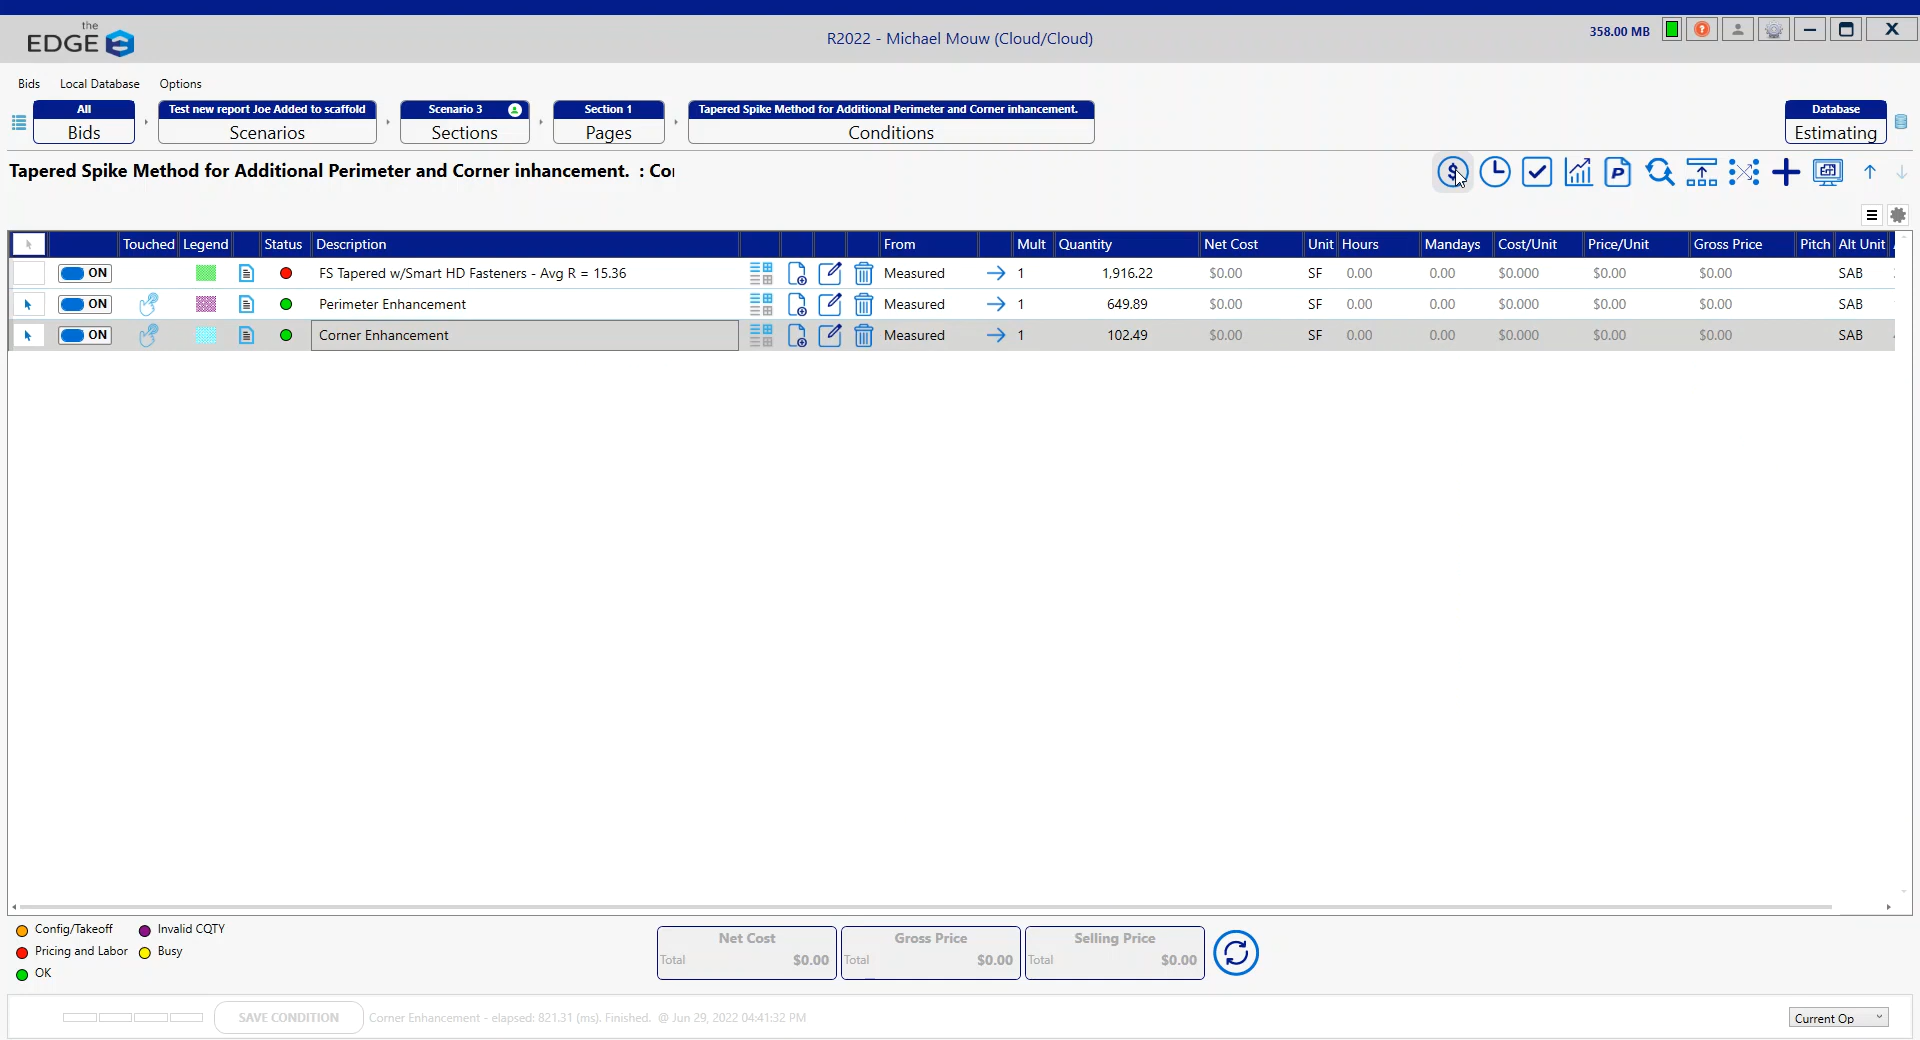 the
EDGE
R2022 - Michael Mouw (Cloud/Cloud)
358.00 MB
X
Bids Local Database Options
All
Bids
Test new report Joe Added to scaffold
Scenarios
Scenario 3
Sections
Section 1
Pages
Tapered Spike Method for Additional Perimeter and Corner inhancement.
Conditions
Database
Estimating
Tapered Spike Method for Additional Perimeter and Corner inhancement. : Co
Touched Legend Status Description From Mult Quantity Net Cost Unit Hours Mandays Cost/Unit Price/Unit Gross Price Pitch Alt Unit
ON FS Tapered w/Smart HD Fasteners - Avg R = 15.36 Measured 1 1,916.22 $0.00 SF 0.00 0.00 $0.000 $0.00 $0.00 SAB
ON Perimeter Enhancement Measured 1 649.89 $0.00 SF 0.00 0.00 $0.000 $0.00 $0.00 SAB
ON Corner Enhancement Measured 1 102.49 $0.00 SF 0.00 0.00 $0.000 $0.00 $0.00 SAB
Config/Takeoff Invalid CQTY
Pricing and Labor Busy
OK
Net Cost
Total $0.00
Gross Price
Total $0.00
Selling Price
Total $0.00
SAVE CONDITION Corner Enhancement - elapsed: 821.31 (ms). Finished. @ Jun 29, 2022 04:41:32 PM
Current Op